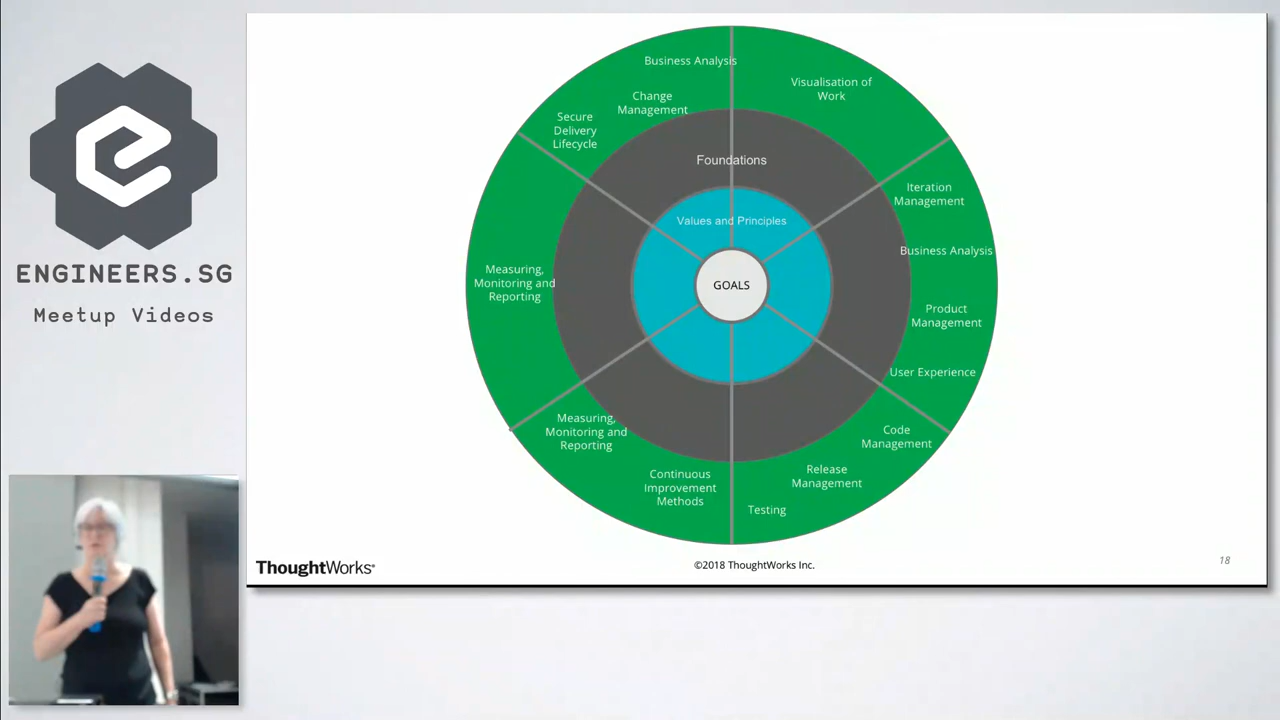 ENGINEERS.SG
Meetup Videos
Business Analysis
Visualisation of
Work
Change
Management
Secure
Delivery
Lifecycle
Foundations
Iteration
Management
Values and Principles
Business Analysis
Measuring,
Monitoring and
Reporting
GOALS
Product
Management
User Experience
Measuring,
Monitoring and
Reporting
Code
Management
Continuous
Improvement
Methods
Release
Management
Testing
ThoughtWorks®
©2018 ThoughtWorks Inc.
18